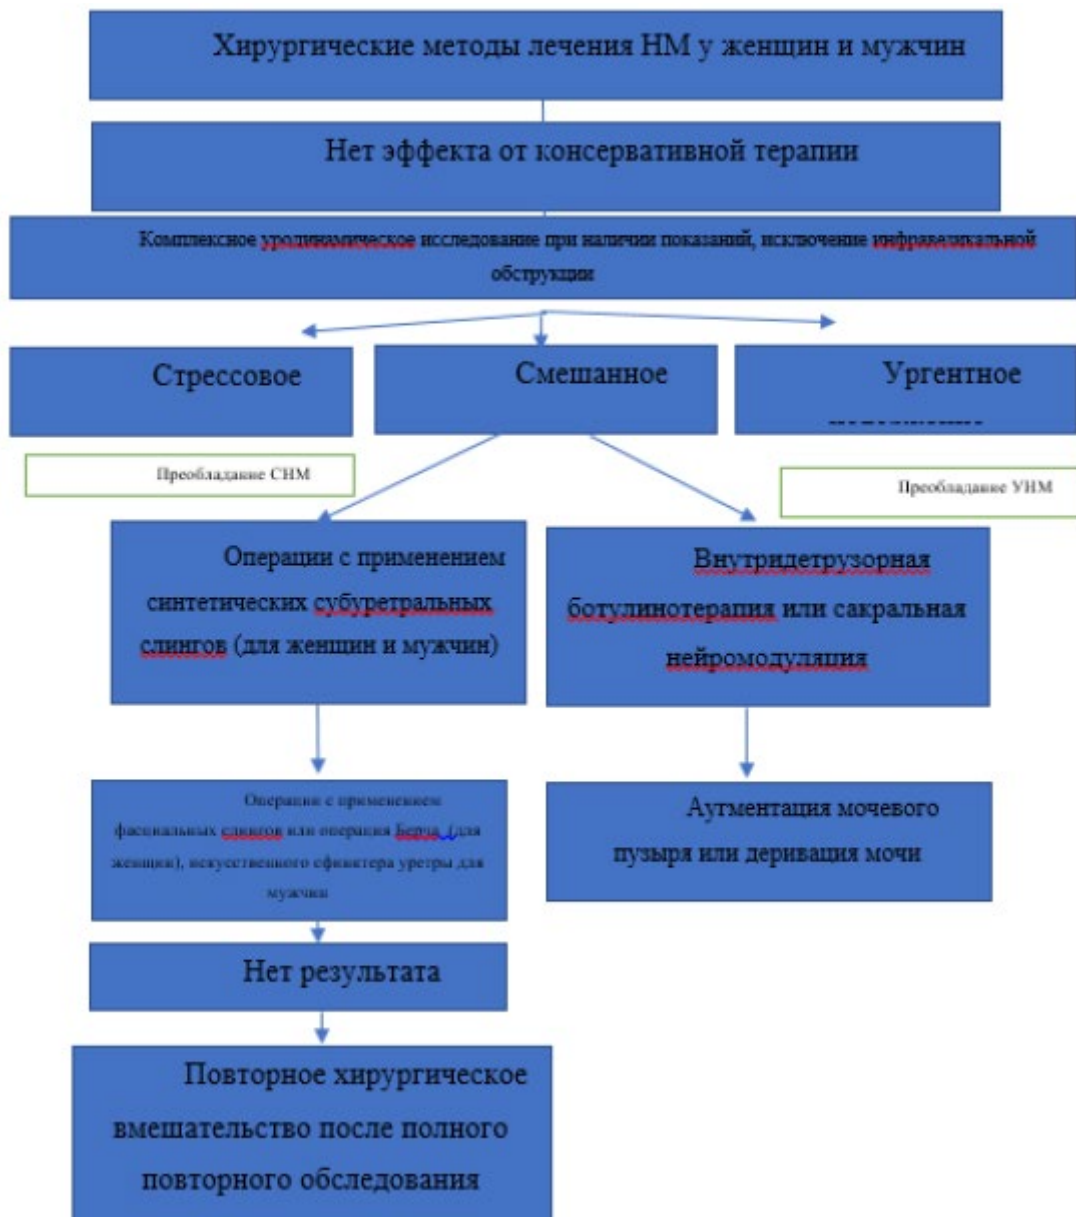 Хирургические методы лечения НМ у женщин и мужчин
Нет эффекта от консервативной терапии
Комплексное уродинамическое исследование при наличии показаний, исключение инфравезикальной
обструкции
Стрессовое
Смешанное
Ургентное
Преобладание СНМ
Преобладание УНМ
Операции с применением
синтетических субуретральных
слингов (для женщин и мужчин)
Внутридетрузорная
ботулинотерапия или сакральная
нейромодуляция
Операции с применением
фасциальных слингов или операция Берча (для
женщин), искусственного сфинктера уретры для
мужчин
Аугментация мочевого
пузыря или деривация мочи
Нет результата
Повторное хирургическое
вмешательство после полного
повторного обследования